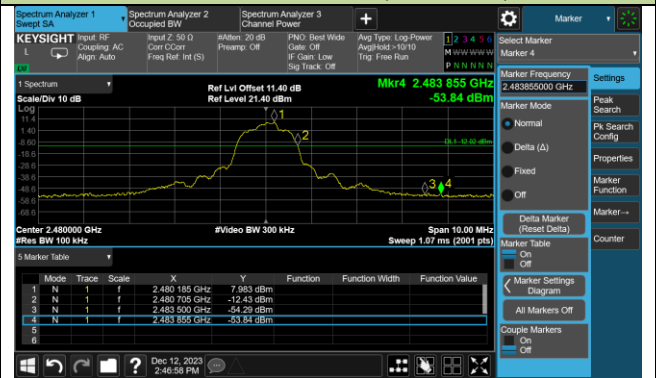 Spectrum Analyzer 1
Swept SA
Spectrum Analyzer 2
Occupied BW
Spectrum Analyzer 3
Channel Power
+
Marker
KEYSIGHT
L
Input: RF
Coupling: AC
Align: Auto
Input Z: 50 Ω
Corr CCorr
Freq Ref: Int (S)
#Atten: 20 dB
Preamp: Off
PNO: Best Wide
Gate: Off
IF Gain: Low
Sig Track: Off
Avg Type: Log-Power
Avg|Hold:>10/10
Trig: Free Run
1 2 3 4 5 6
M W W W W W
P N N N N N
Select Marker
Marker 4
1 Spectrum
Scale/Div 10 dB
Log
Ref Lvl Offset 11.40 dB
Ref Level 21.40 dBm
Mkr4 2.483 855 GHz
-53.84 dBm
11.4
1.40
-8.60
-18.6
-28.6
-38.6
-48.6
-58.6
-68.6
DL1 -12.02 dBm
1
2
3
4
Center 2.480000 GHz
#Res BW 100 kHz
#Video BW 300 kHz
Span 10.00 MHz
Sweep 1.07 ms (2001 pts)
5 Marker Table
Mode Trace Scale X Y Function Function Width Function Value
1 N 1 f 2.480 185 GHz 7.983 dBm
2 N 1 f 2.480 705 GHz -12.43 dBm
3 N 1 f 2.483 500 GHz -54.29 dBm
4 N 1 f 2.483 855 GHz -53.84 dBm
5
6
Marker Frequency
2.483855000 GHz
Marker Mode
Normal
Delta (Δ)
Fixed
Off
Delta Marker
(Reset Delta)
Marker Table
On
Off
Marker Settings
Diagram
All Markers Off
Couple Markers
On
Off
Settings
Peak
Search
Pk Search
Config
Properties
Marker
Function
Marker→
Counter
?
Dec 12, 2023
2:46:58 PM